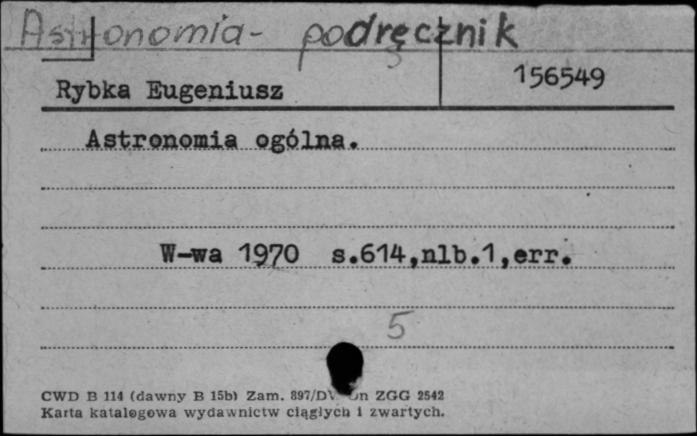 Astronomia - podręcznik
Rybka Eugeniusz
156549
Astronomia ogólna.
W-wa 1970 s.614,nlb.1,err.
5
CWD B 114 (dawny B 15b) Zam. 897/DV ZGG 2542
Karta katalogowa wydawnictw ciągłych i zwartych.